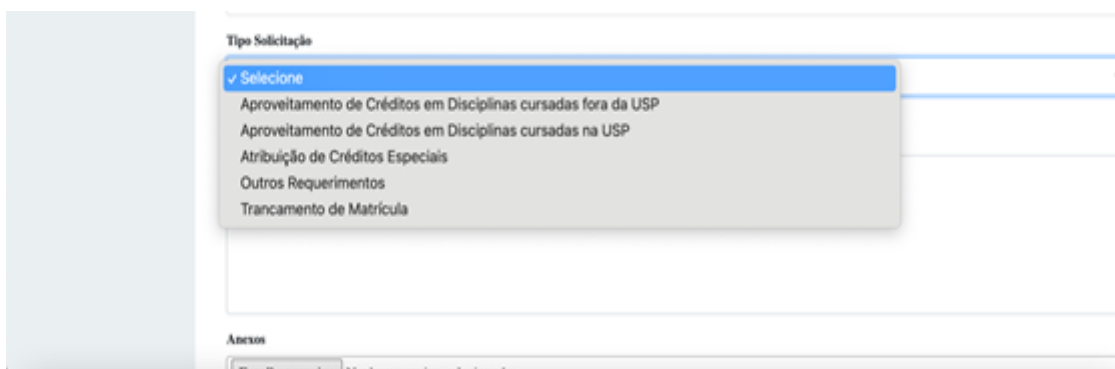 Tipo Solicitação
✓ Selecione
Aproveitamento de Créditos em Disciplinas cursadas fora da USP
Aproveitamento de Créditos em Disciplinas cursadas na USP
Atribuição de Créditos Especiais
Outros Requerimentos
Trancamento de Matrícula
Anexos